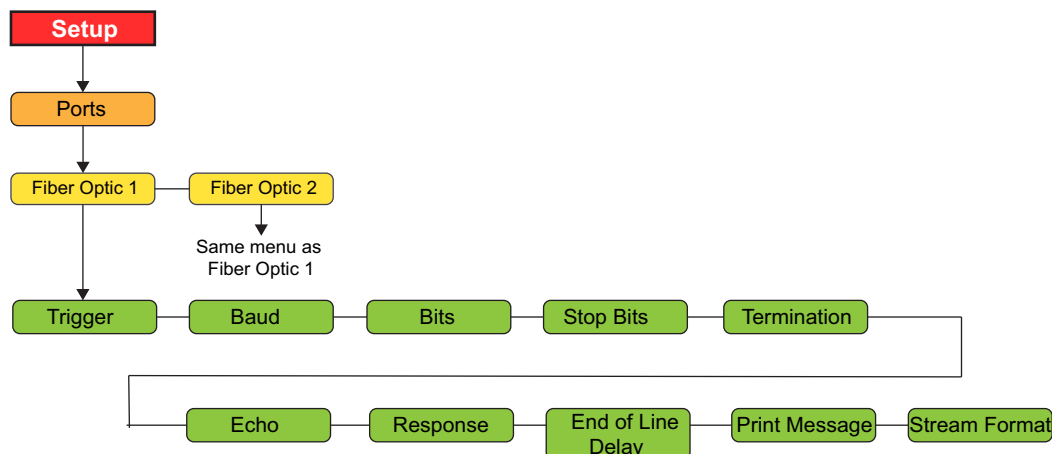 Setup
Ports
Fiber Optic 1
Fiber Optic 2
Same menu as
Fiber Optic 1
Trigger
Baud
Bits
Stop Bits
Termination
Echo
Response
End of Line
Delay
Print Message
Stream Format